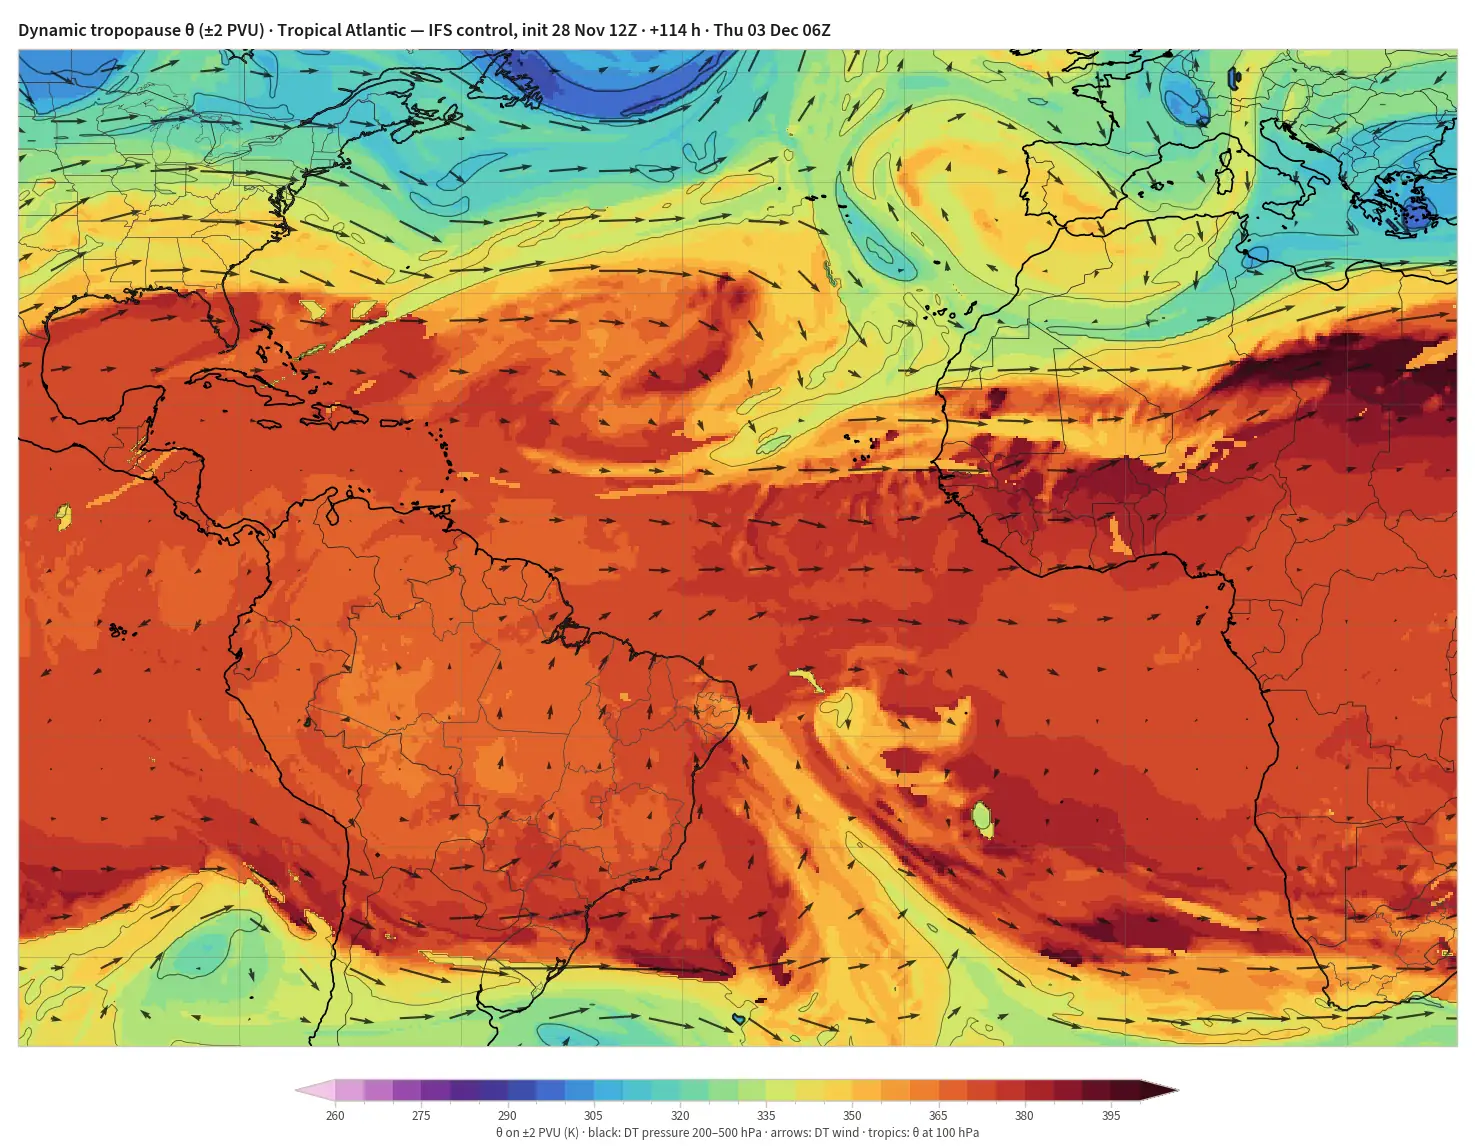 Dynamic tropopause θ (±2 PVU) · Tropical Atlantic — IFS control, init 28 Nov 12Z · +114 h · Thu 03 Dec 06Z
260 275 290 305 320 335 350 365 380 395
θ on ±2 PVU (K) · black: DT pressure 200–500 hPa · arrows: DT wind · tropics: θ at 100 hPa